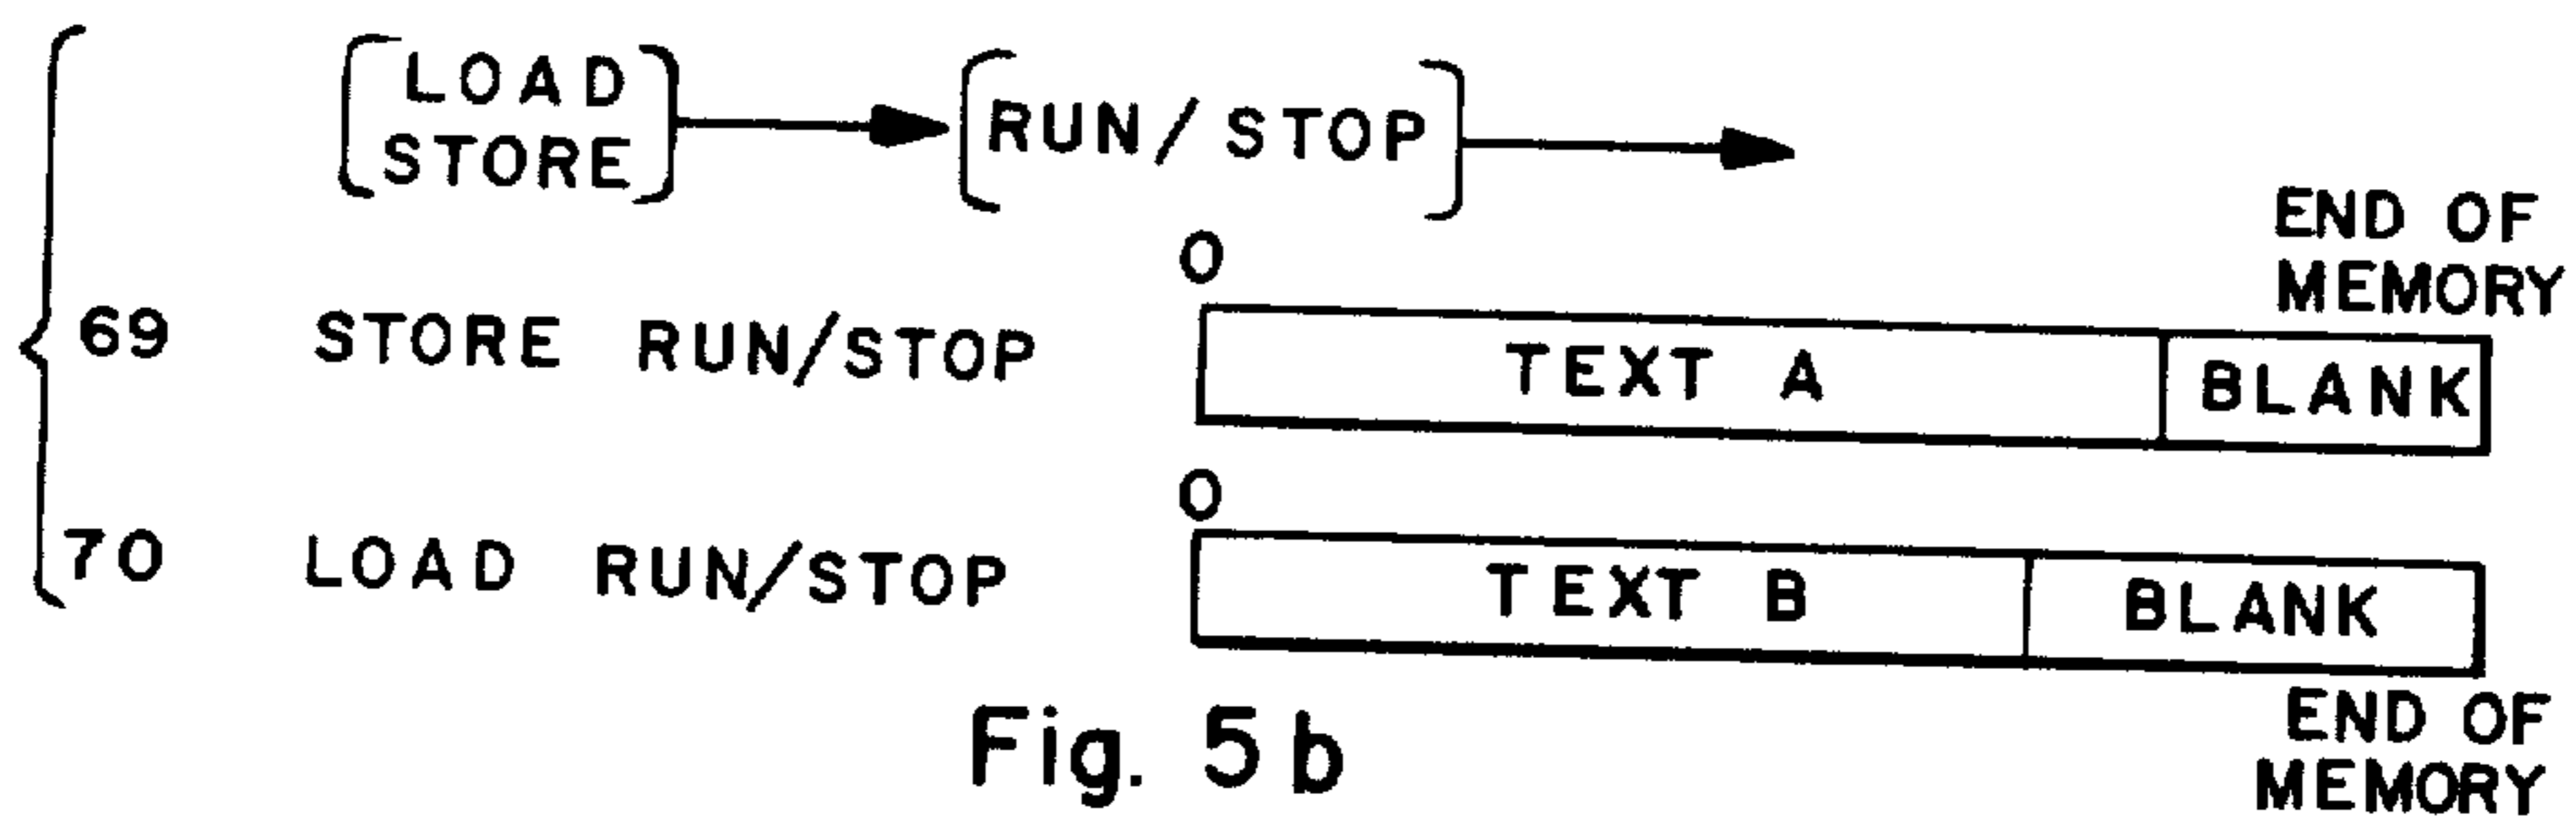 LOAD
STORE
RUN/STOP
END OF
MEMORY
0
69 STORE RUN/STOP TEXT A BLANK
0
70 LOAD RUN/STOP TEXT B BLANK
END OF
MEMORY
Fig. 5b